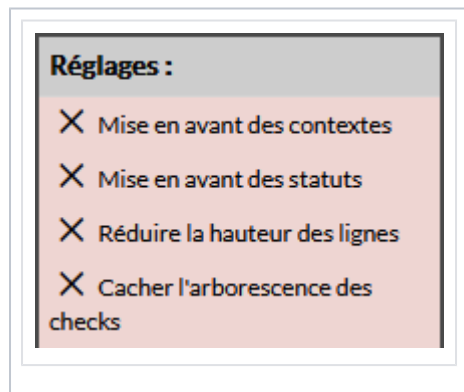 Réglages :
Mise en avant des contextes
Mise en avant des statuts
Réduire la hauteur des lignes
Cacher l'arborescence des
checks